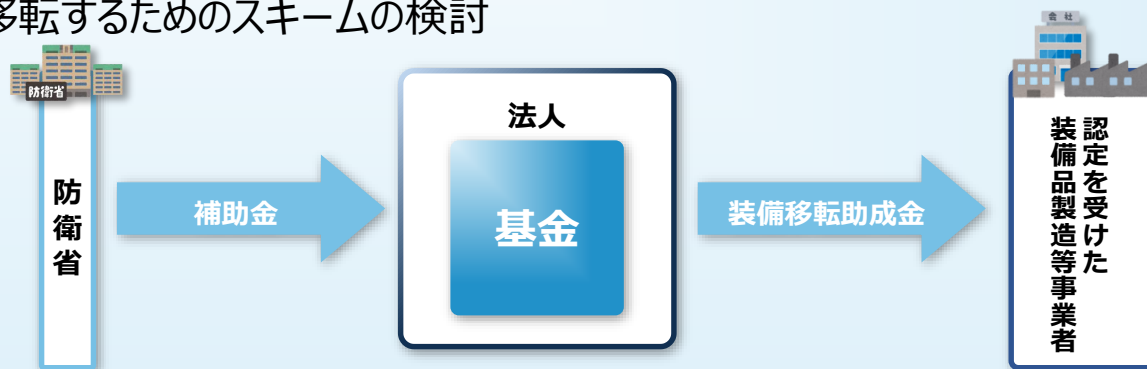 移転するためのスキームの検討
防衛省
防衛省
補助金
法人
基金
装備移転助成金
会社
認定を受けた
装備品製造等事業者